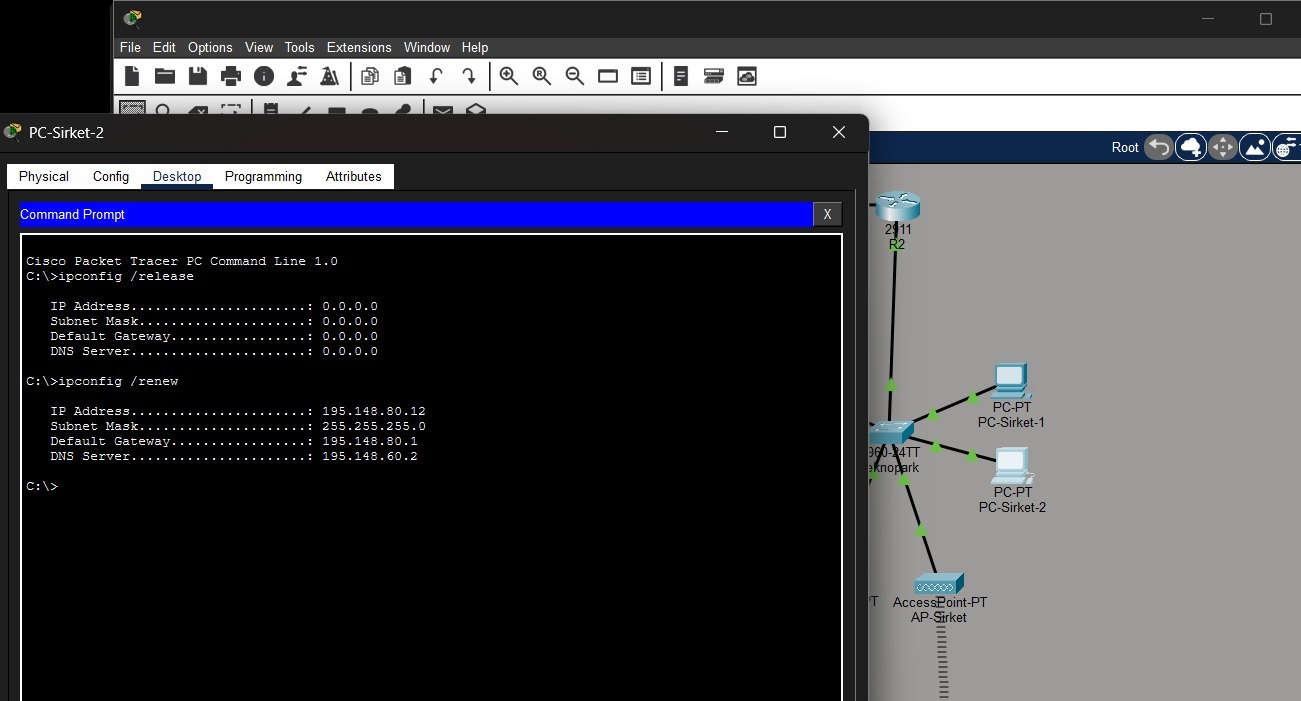 File Edit Options View Tools Extensions Window Help
PC-Sirket-2
Root
Physical Config Desktop Programming Attributes
Command Prompt
X
Cisco Packet Tracer PC Command Line 1.0
C:\>ipconfig /release
IP Address......................: 0.0.0.0
Subnet Mask.....................: 0.0.0.0
Default Gateway.................: 0.0.0.0
DNS Server......................: 0.0.0.0
C:\>ipconfig /renew
IP Address......................: 195.148.80.12
Subnet Mask.....................: 255.255.255.0
Default Gateway.................: 195.148.80.1
DNS Server......................: 195.148.60.2
C:\>
2911
R2
PC-PT
PC-Sirket-1
960-24TT
eknopark
PC-PT
PC-Sirket-2
T
AccessPoint-PT
AP-Sirket